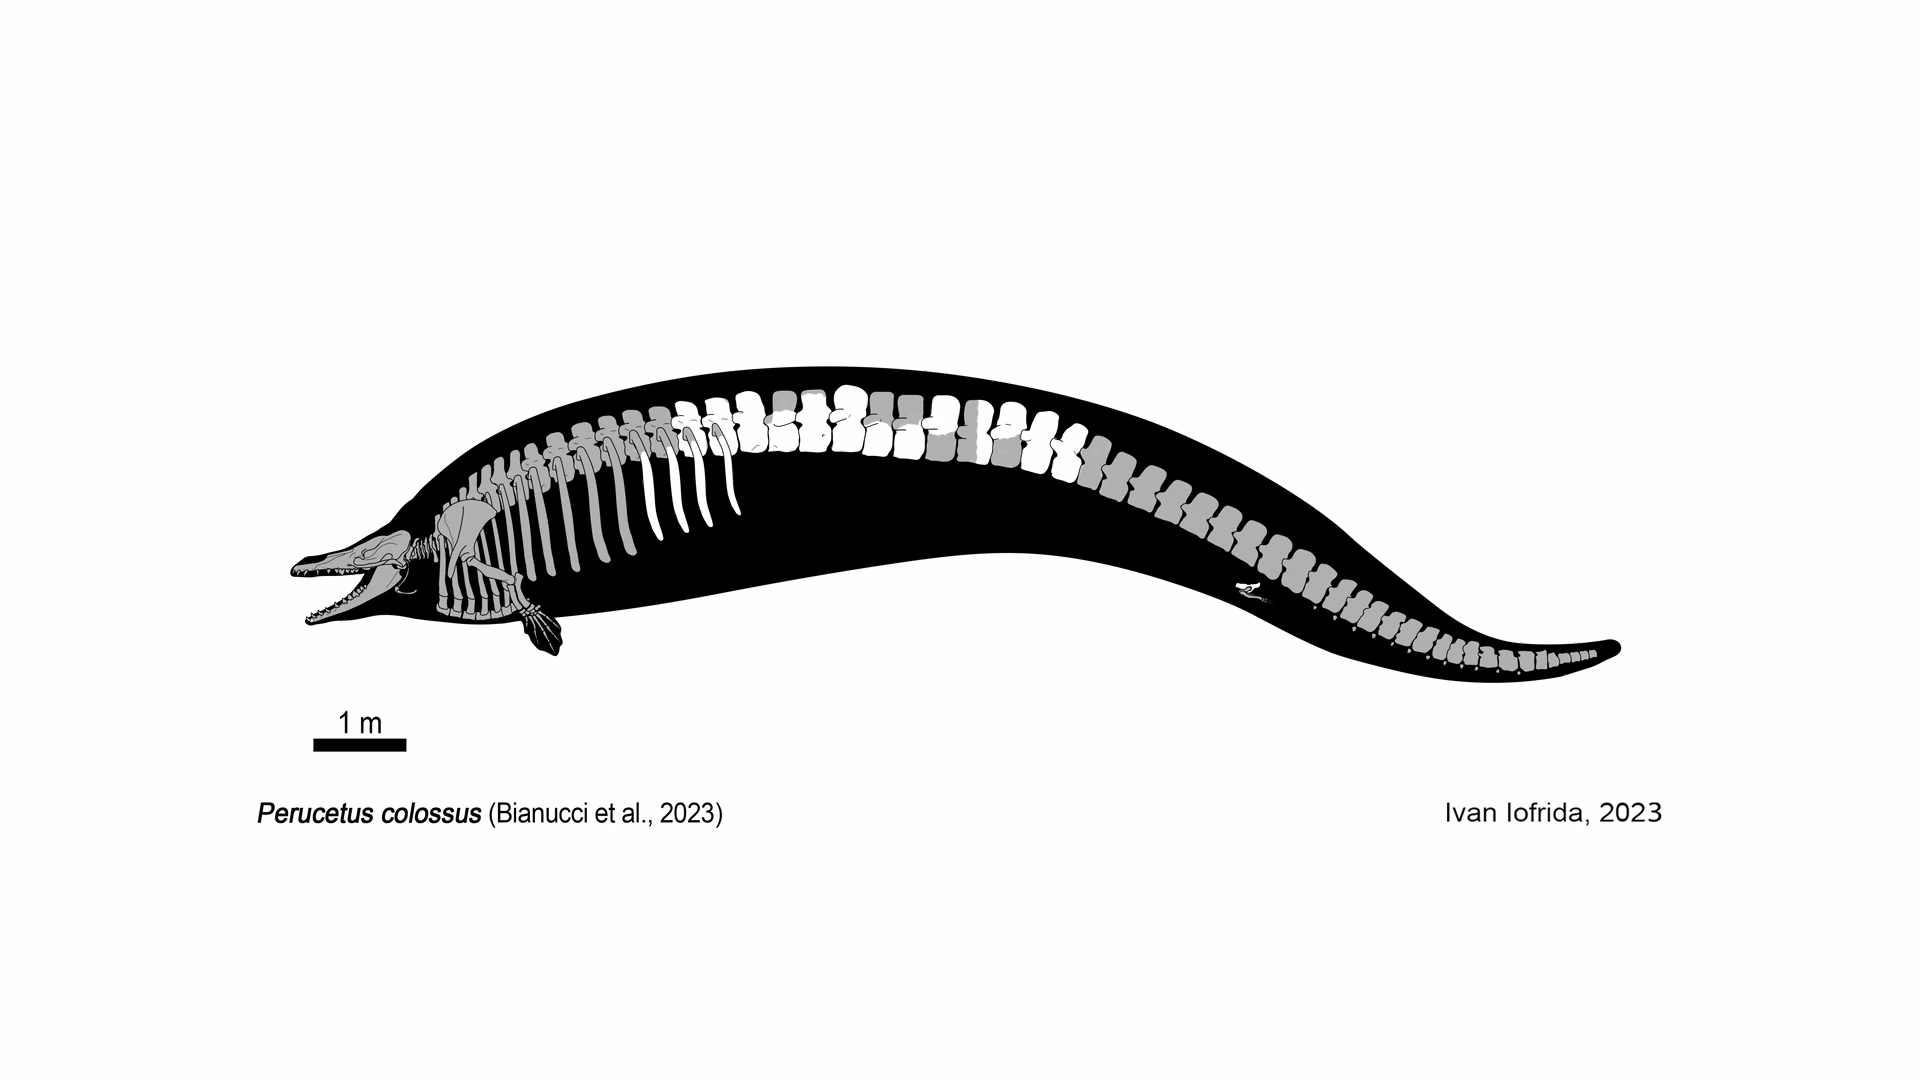 1 m
Perucetus colossus (Bianucci et al., 2023)
Ivan Iofrida, 2023